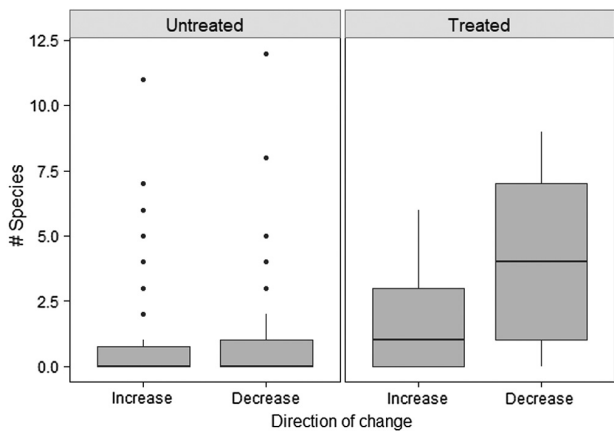 Untreated
Treated
# Species
12.5
10.0
7.5
5.0
2.5
0.0
Increase
Decrease
Increase
Decrease
Direction of change